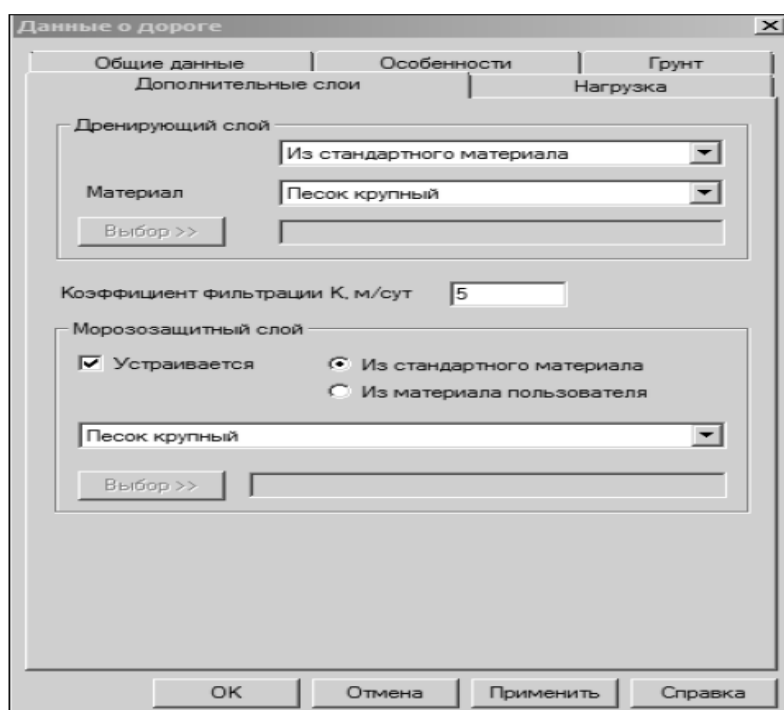 Данные о дороге
Общие данные Особенности Грунт
Дополнительные слои Нагрузка
Дренирующий слой
Из стандартного материала
Материал Песок крупный
Выбор >>
Коэффициент фильтрации К, м/сут 5
Морозозащитный слой
Устраивается Из стандартного материала
Из материала пользователя
Песок крупный
Выбор >>
OK Отмена Применить Справка